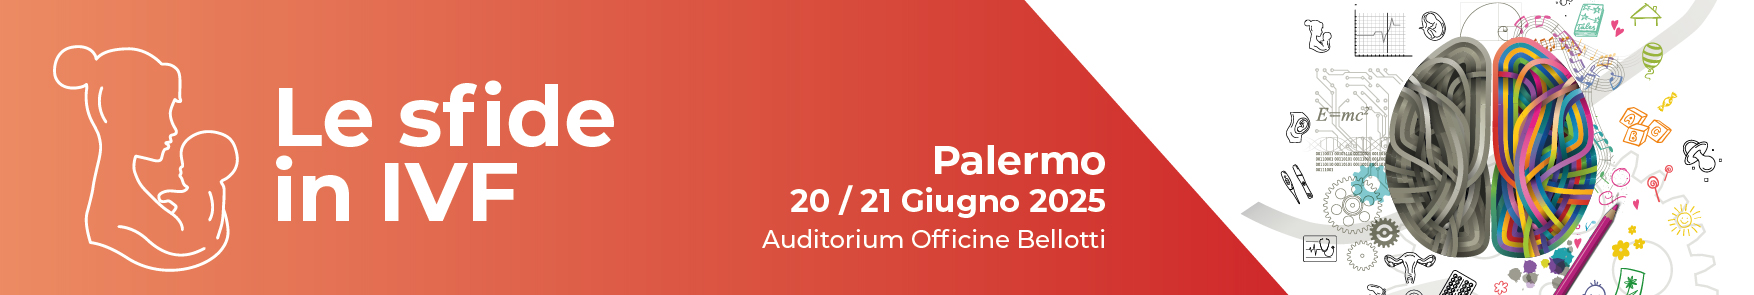 Le sfide
in IVF
Palermo
20 / 21 Giugno 2025
Auditorium Officine Bellotti
E=mc²
A
B
C